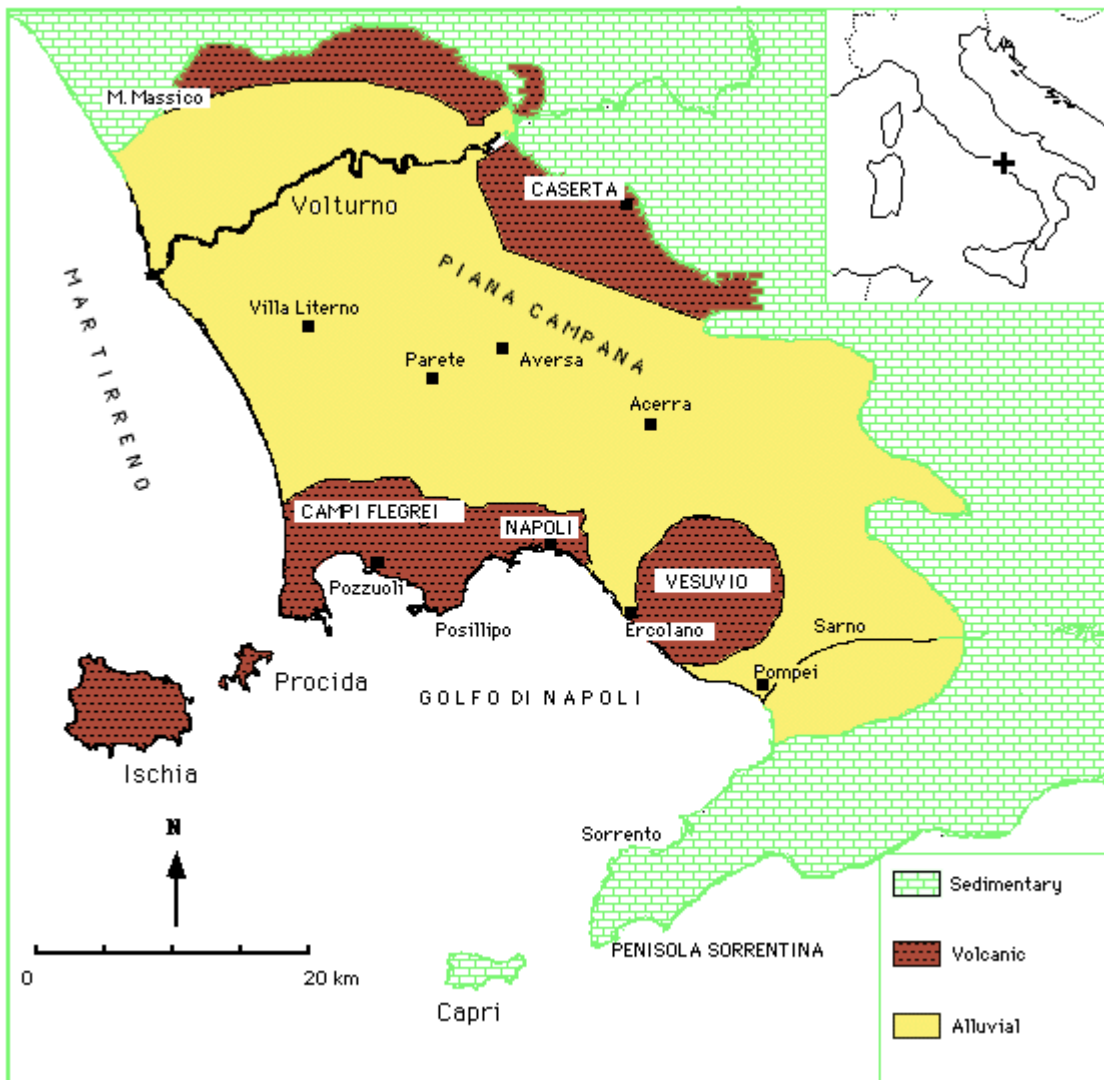 M. Massico
CASERTA
Volturno
PIANA CAMPANA
MAR TIRRENO
Villa Literno
Parete
Aversa
Acerra
CAMPI FLEGREI
NAPOLI
VESUVIO
Pozzuoli
Posillipo
Ercolano
Sarno
Procida
Pompei
GOLFO DI NAPOLI
Ischia
N
Sorrento
Sedimentary
PENISOLA SORRENTINA
Volcanic
0
20 km
Capri
Alluvial